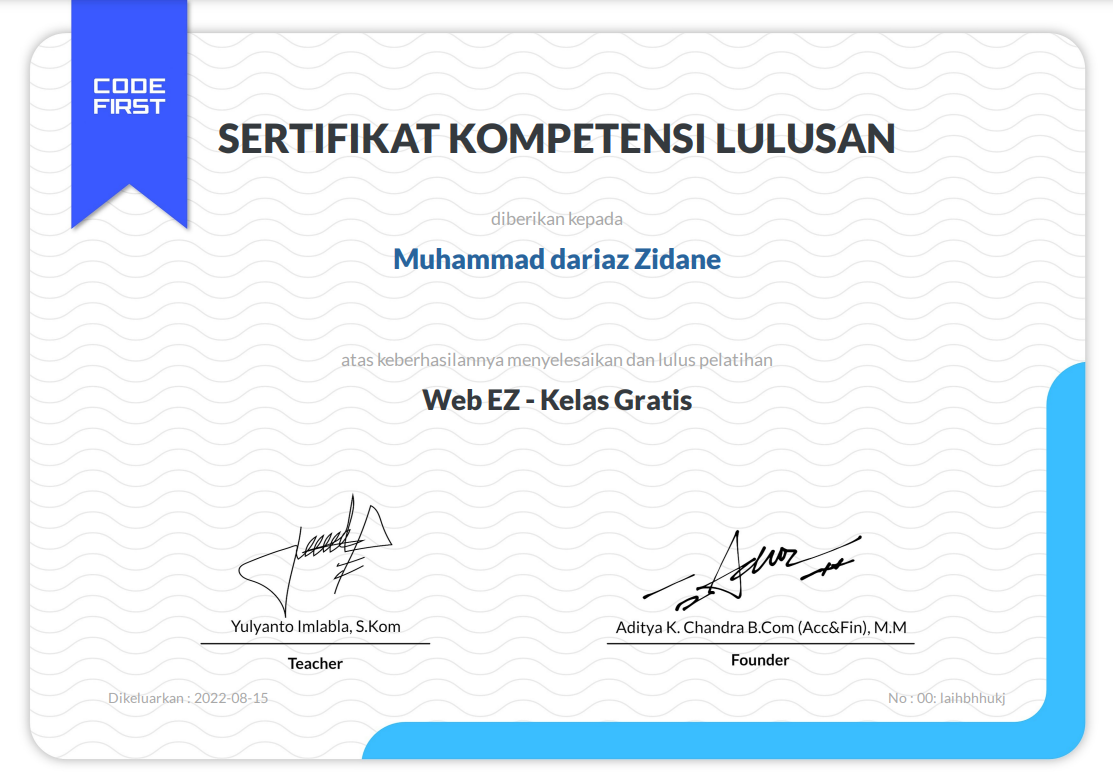 CODE
FIRST
SERTIFIKAT KOMPETENSI LULUSAN
diberikan kepada
Muhammad dariaz Zidane
atas keberhasilannya menyelesaikan dan lulus pelatihan
Web EZ - Kelas Gratis
Yulyanto Imlabla, S.Kom
Aditya K. Chandra B.Com (Acc&Fin), M.M
Teacher
Founder
Dikeluarkan : 2022-08-15
No : 00: laihbhhukj